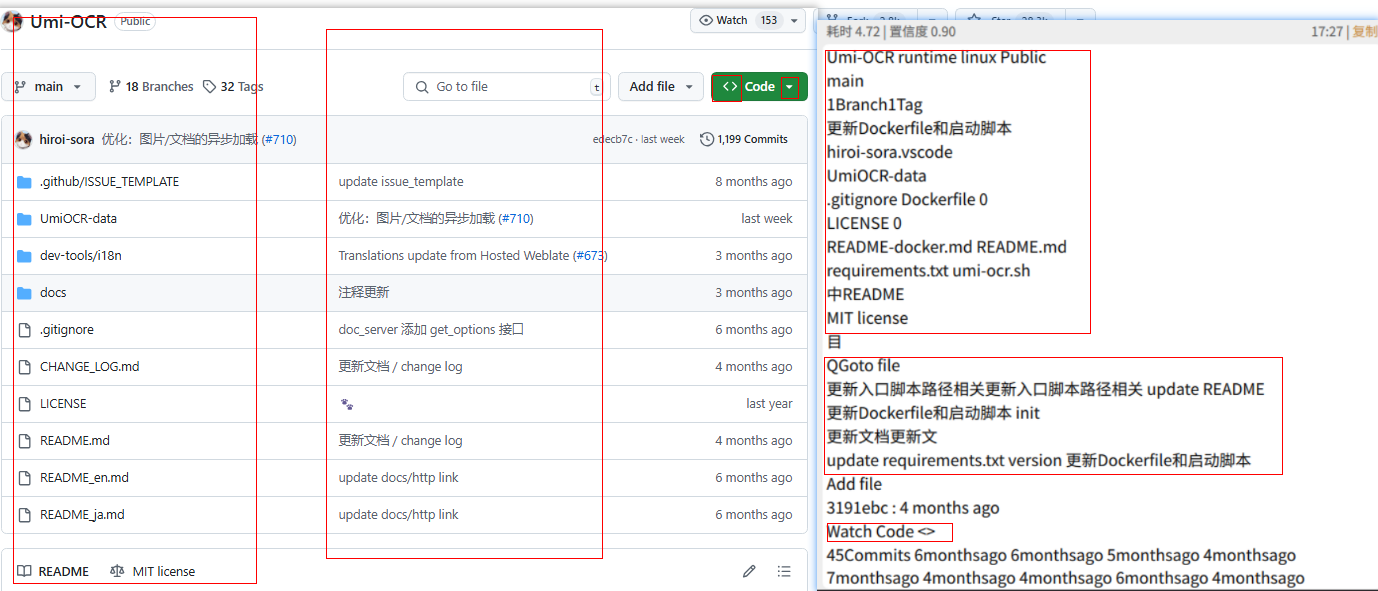 Umi-OCR Public
Watch 153
main
18 Branches 32 Tags
Go to file t
Add file
<> Code
hiroi-sora 优化：图片/文档的异步加载 (#710) edecb7c · last week 1,199 Commits
.github/ISSUE_TEMPLATE update issue_template 8 months ago
UmiOCR-data 优化：图片/文档的异步加载 (#710) last week
dev-tools/i18n Translations update from Hosted Weblate (#673) 3 months ago
docs 注释更新 3 months ago
.gitignore doc_server 添加 get_options 接口 6 months ago
CHANGE_LOG.md 更新文档 / change log 4 months ago
LICENSE last year
README.md 更新文档 / change log 4 months ago
README_en.md update docs/http link 6 months ago
README_ja.md update docs/http link 6 months ago
README MIT license
耗时 4.72 | 置信度 0.90 17:27 | 复制
Umi-OCR runtime linux Public
main
1Branch1Tag
更新Dockerfile和启动脚本
hiroi-sora.vscode
UmiOCR-data
.gitignore Dockerfile 0
LICENSE 0
README-docker.md README.md
requirements.txt umi-ocr.sh
中README
MIT license
目
QGoto file
更新入口脚本路径相关更新入口脚本路径相关 update README
更新Dockerfile和启动脚本 init
更新文档更新文
update requirements.txt version 更新Dockerfile和启动脚本
Add file
3191ebc : 4 months ago
Watch Code <>
45Commits 6monthsago 6monthsago 5monthsago 4monthsago
7monthsago 4monthsago 4monthsago 6monthsago 4monthsago